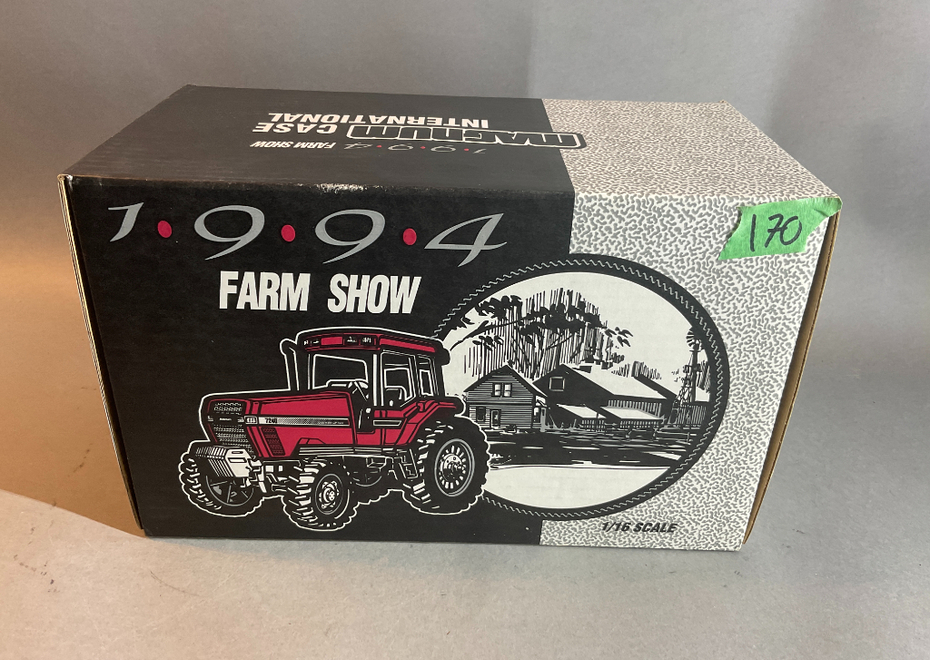 MAGNUM CASE
INTERNATIONAL
1•9•9•4 FARM SHOW
1•9•9•4
FARM SHOW
170
7240
1/16 SCALE